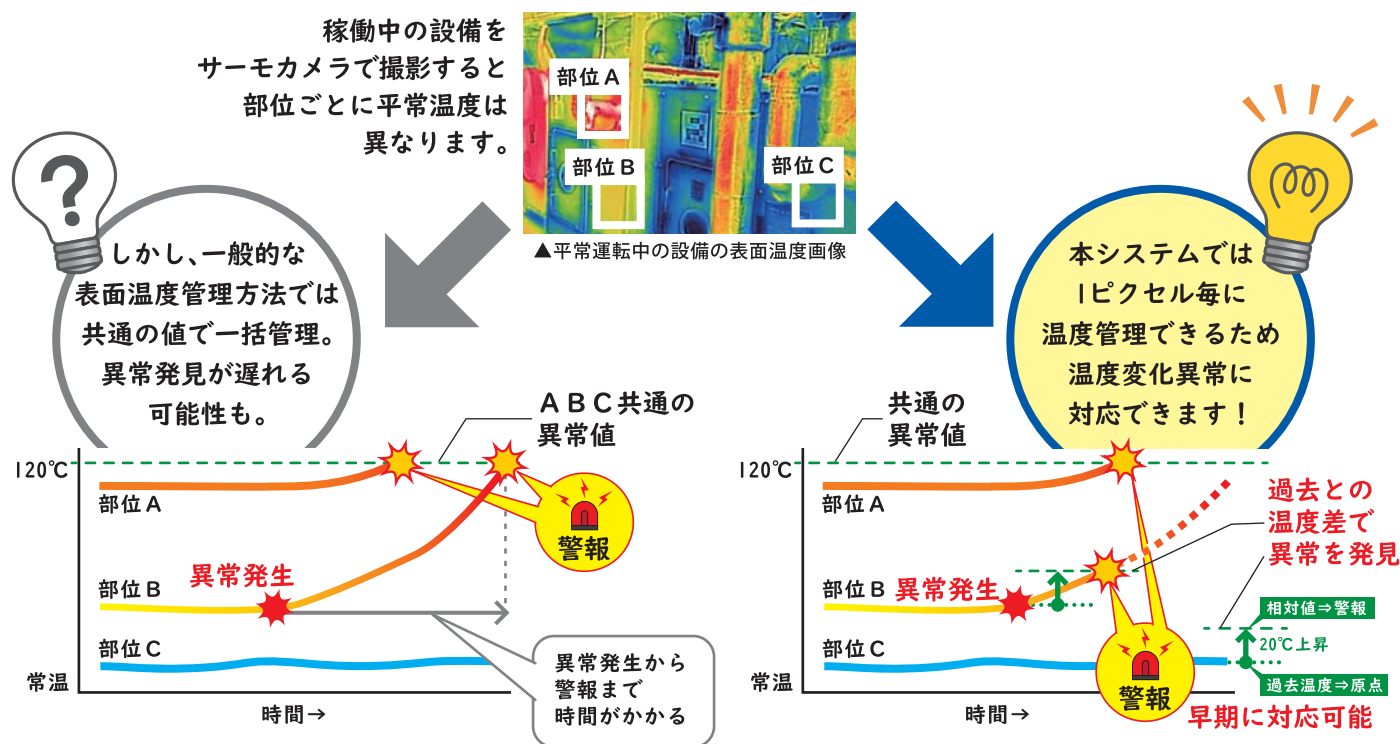 稼働中の設備を
サーモカメラで撮影すると
部位ごとに平常温度は
異なります。
部位A
部位B
部位C
▲平常運転中の設備の表面温度画像
?
しかし、一般的な
表面温度管理方法では
共通の値で一括管理。
異常発見が遅れる
可能性も。
ABC共通の
異常値
120℃
部位A
警報
異常発生
部位B
部位C
常温
時間→
異常発生から
警報まで
時間がかかる
本システムでは
1ピクセル毎に
温度管理できるため
温度変化異常に
対応できます!
共通の
異常値
120℃
部位A
過去との
温度差で
異常を発見
異常発生
部位B
相対値⇒警報
20℃上昇
部位C
過去温度⇒原点
警報
早期に対応可能
常温
時間→